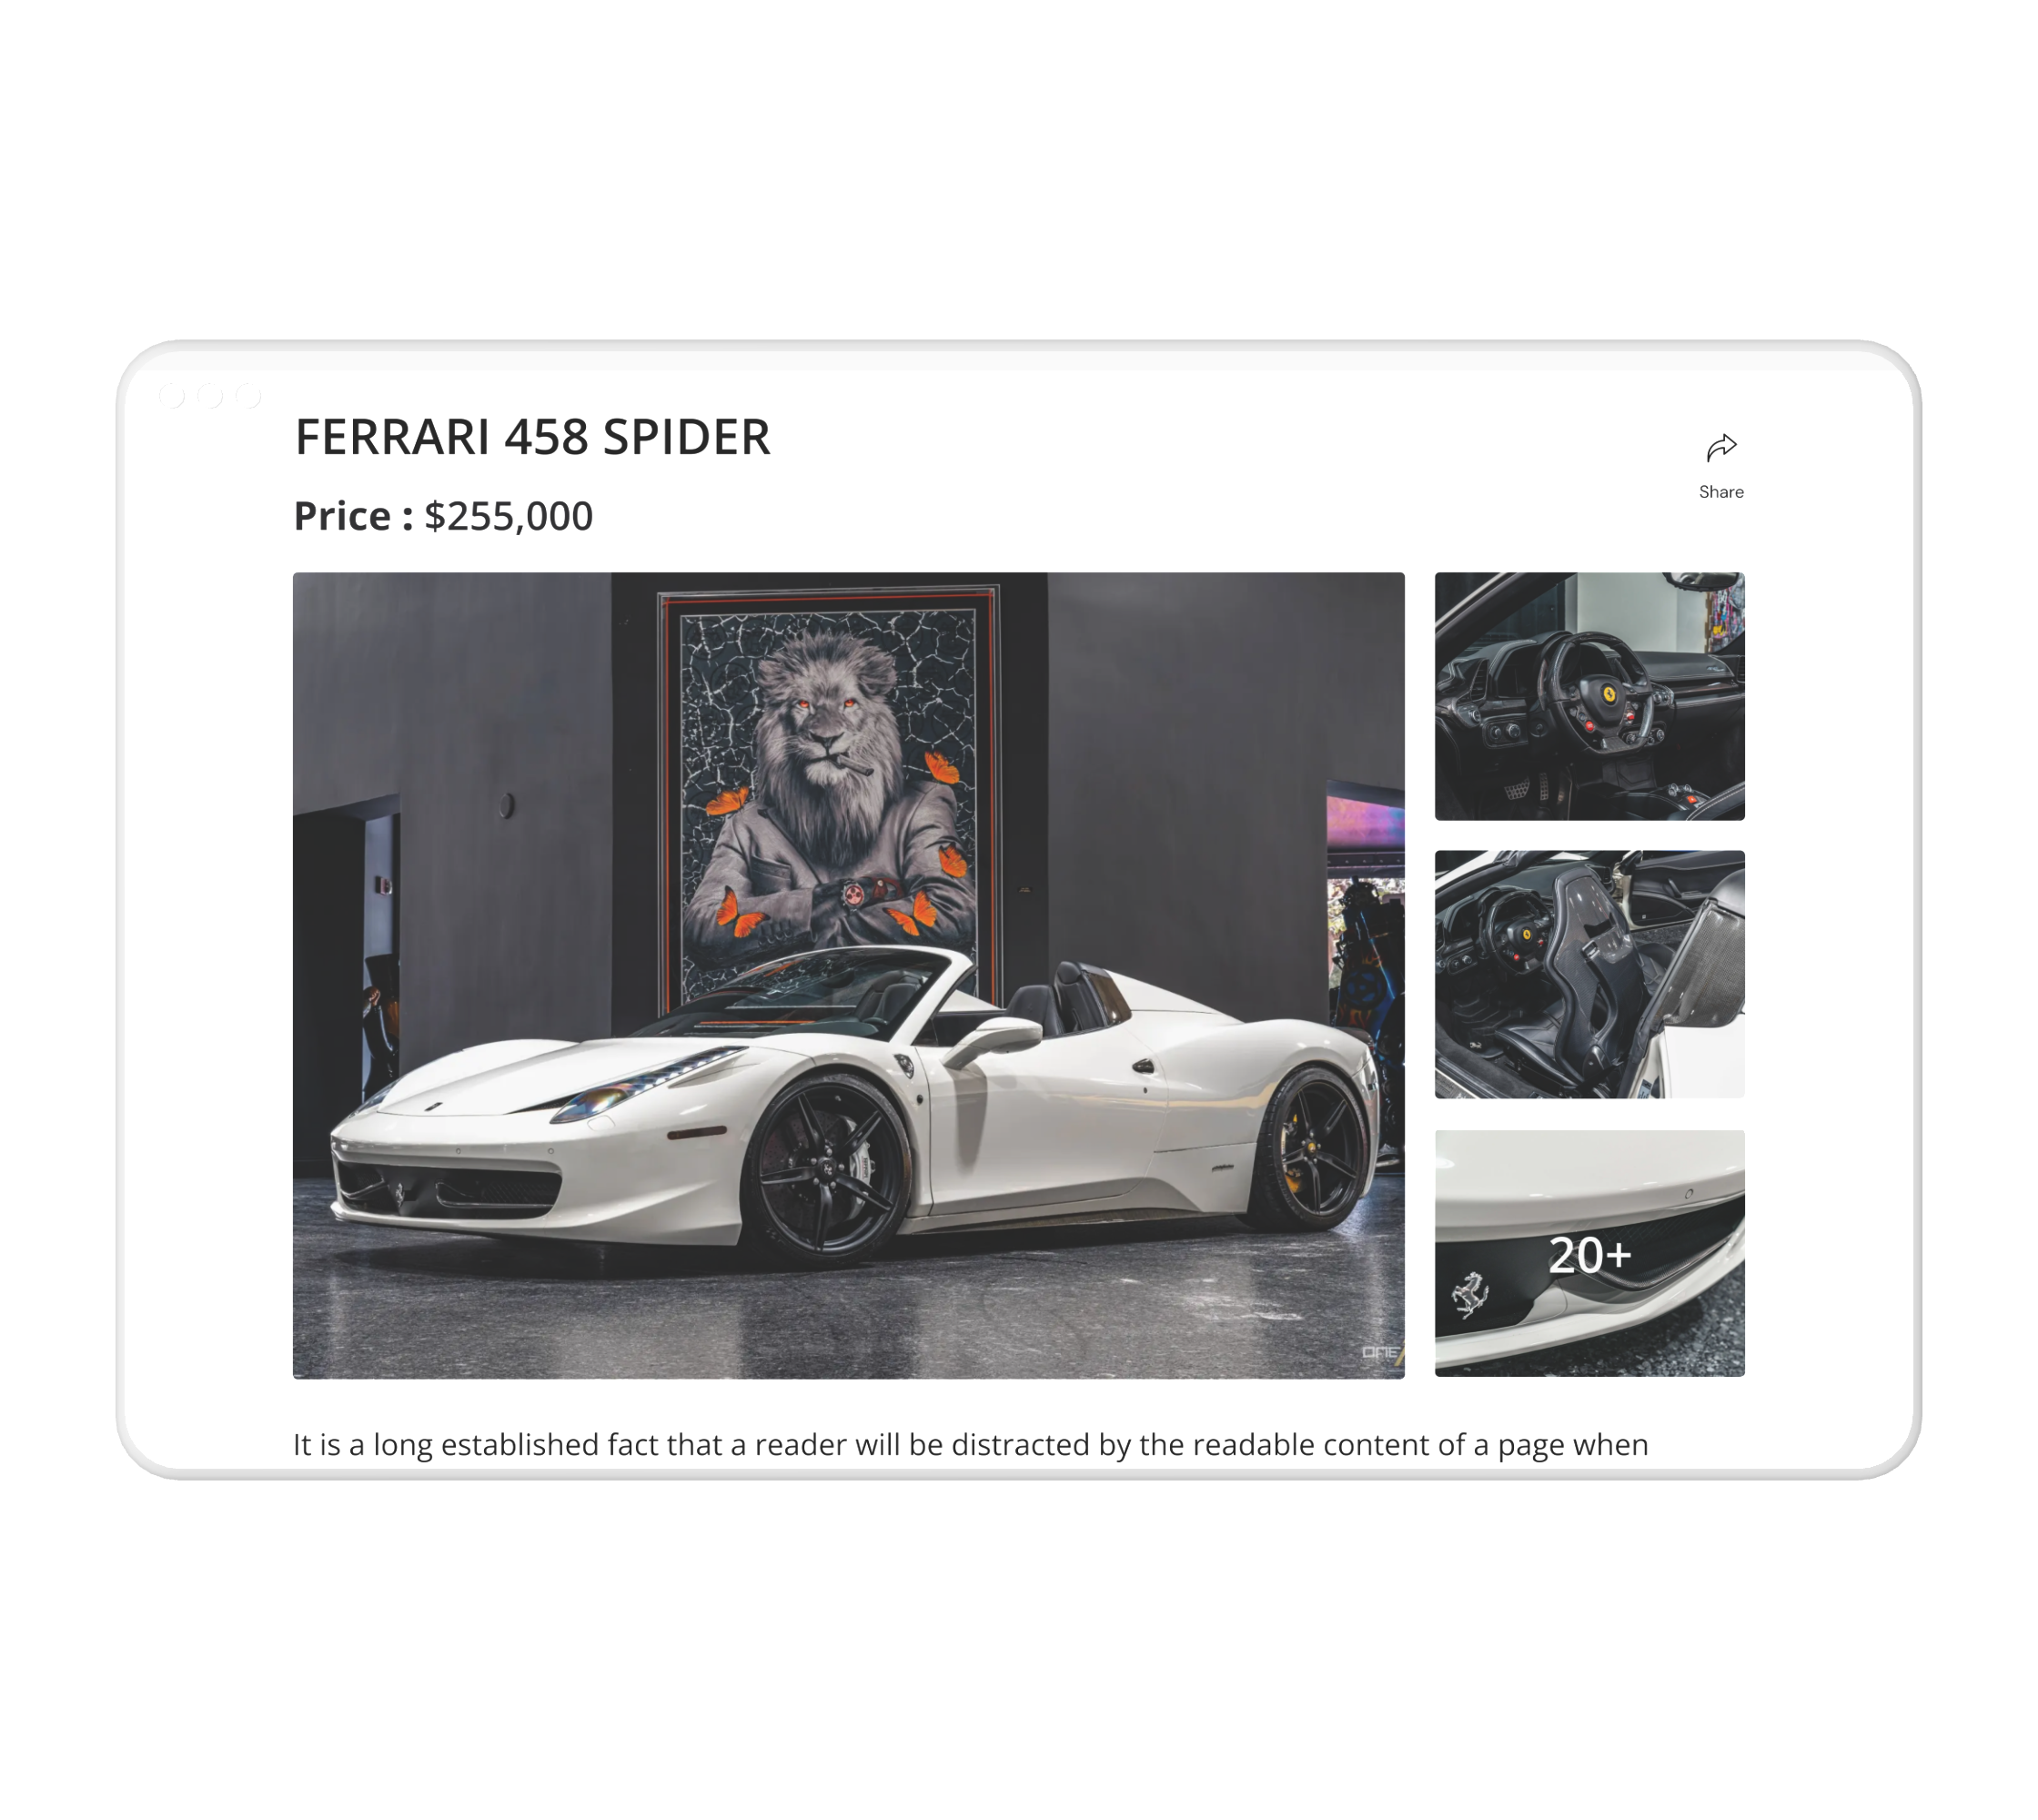 FERRARI 458 SPIDER
Share
Price : $255,000
20+
It is a long established fact that a reader will be distracted by the readable content of a page when